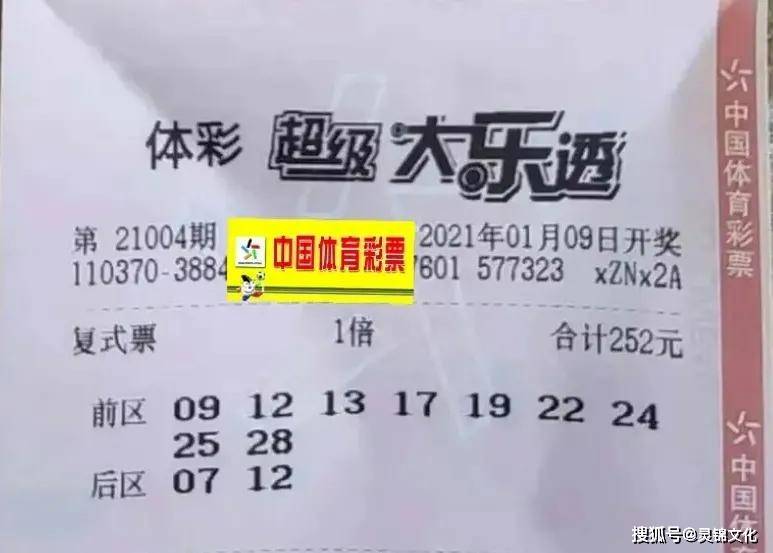 体彩 超级大乐透
第 21004期 2021年01月09日开奖
110370-3884 7601 577323 xZNx2A
中国体育彩票
复式票 1倍 合计252元
前区 09 12 13 17 19 22 24
25 28
后区 07 12
中国体育彩票
中国体育
搜狐号@灵锦文化